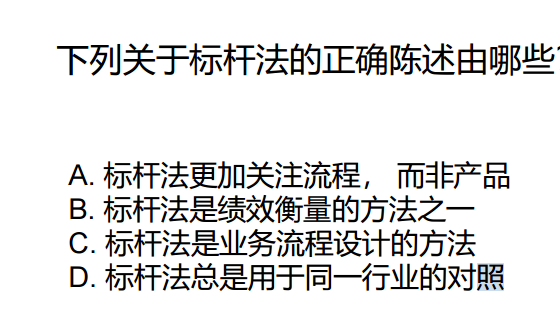 下列关于标杆法的正确陈述由哪些?
A. 标杆法更加关注流程， 而非产品
B. 标杆法是绩效衡量的方法之一
C. 标杆法是业务流程设计的方法
D. 标杆法总是用于同一行业的对照